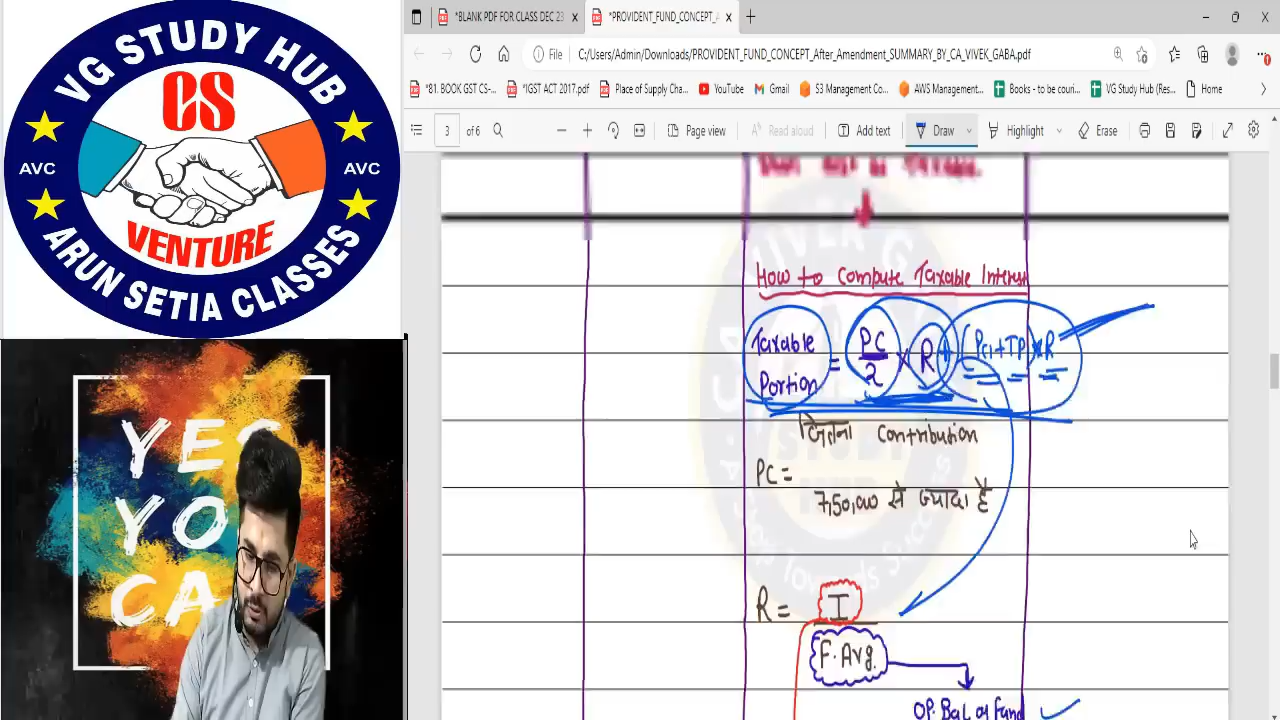 VG STUDY HUB
CS
AVC
AVC
VENTURE
ARUN SETIA CLASSES
YES
YO
CA
*BLANK PDF FOR CLASS DEC 23
*PROVIDENT_FUND_CONCEPT_A
File
C:/Users/Admin/Downloads/PROVIDENT_FUND_CONCEPT_After_Amendment_SUMMARY_BY_CA_VIVEK_GABA.pdf
*81. BOOK GST CS-...
*IGST ACT 2017.pdf
Place of Supply Cha...
YouTube
Gmail
S3 Management Co...
AWS Management...
Books - to be couri...
VG Study Hub (Res...
Home
3 of 6
Page view
Read aloud
Add text
Draw
Highlight
Erase
How to Compute Taxable Interest
Taxable Portion = PC/2 × R + (PC1+TP) × R
जितना Contribution
PC =
7,50,000 से ज्यादा है
R = I
F. Avg.
OP. Bal of Fund